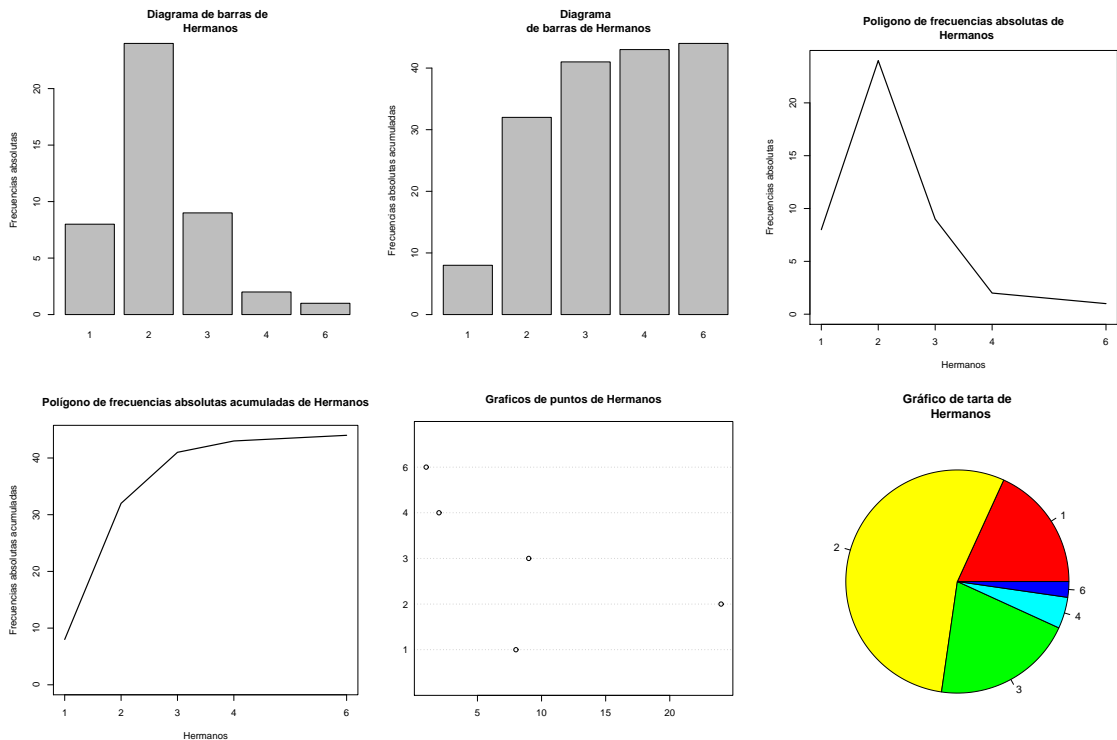 Diagrama de barras de
Hermanos
Frecuencias absolutas
0
5
10
15
20
1 2 3 4 6
Diagrama
de barras de Hermanos
Frecuencias absolutas acumuladas
0
10
20
30
40
1 2 3 4 6
Poligono de frecuencias absolutas de
Hermanos
Frecuencias absolutas
0
5
10
15
20
1 2 3 4 6
Hermanos
Polígono de frecuencias absolutas acumuladas de Hermanos
Frecuencias absolutas acumuladas
0
10
20
30
40
1 2 3 4 6
Hermanos
Graficos de puntos de Hermanos
6
4
3
2
1
5 10 15 20
Gráfico de tarta de
Hermanos
1
2
3
4
6